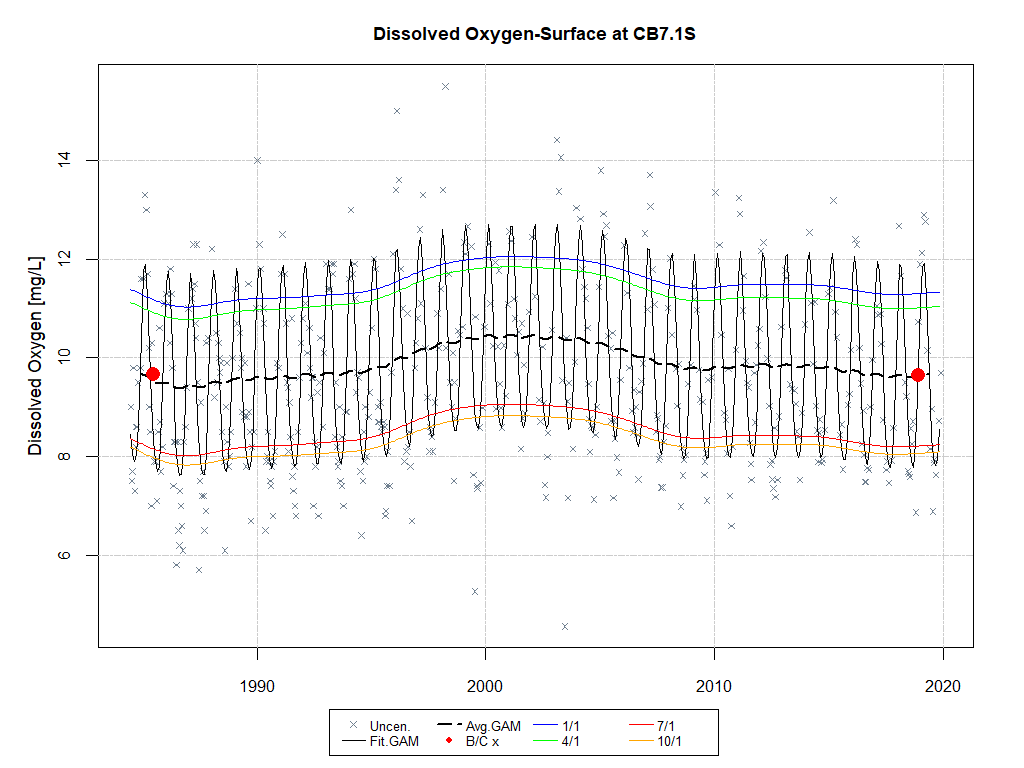 Dissolved Oxygen-Surface at CB7.1S
Dissolved Oxygen [mg/L]
14
12
10
8
6
1990 2000 2010 2020
Uncen. Avg.GAM 1/1 7/1
Fit.GAM B/C x 4/1 10/1